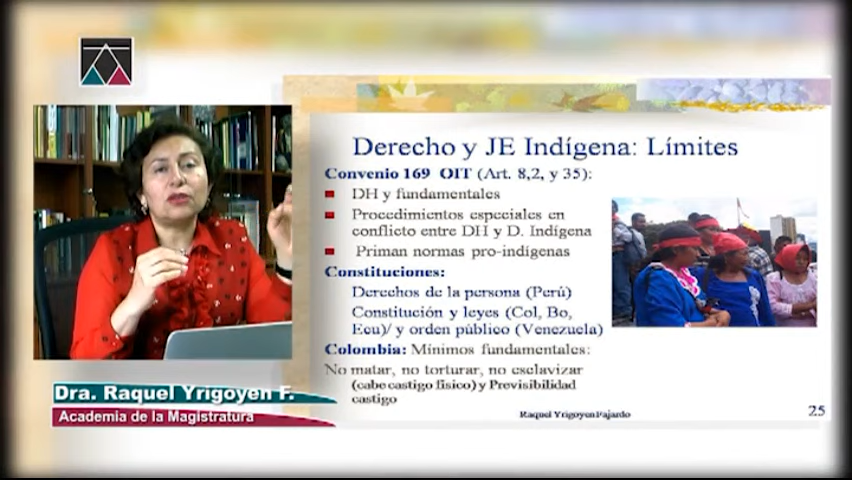 Derecho y JE Indígena: Límites
Convenio 169 OIT (Art. 8,2, y 35):
DH y fundamentales
Procedimientos especiales en
conflicto entre DH y D. Indígena
Priman normas pro-indígenas
Constituciones:
Derechos de la persona (Perú)
Constitución y leyes (Col, Bo,
Ecu)/ y orden público (Venezuela)
Colombia: Mínimos fundamentales:
No matar, no torturar, no esclavizar
(cabe castigo físico) y Previsibilidad
castigo
Raquel Yrigoyen Fajardo
25
Dra. Raquel Yrigoyen F.
Academia de la Magistratura